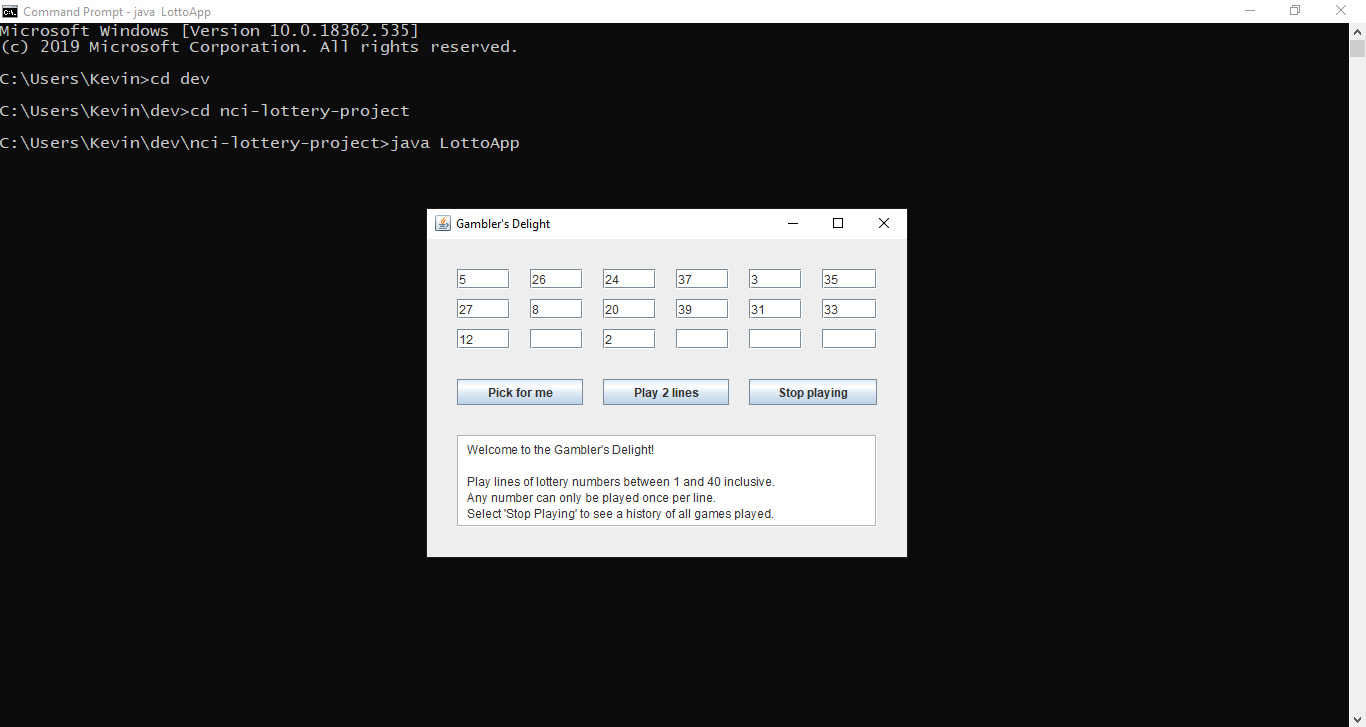 Command Prompt - java LottoApp
Microsoft Windows [Version 10.0.18362.535]
(c) 2019 Microsoft Corporation. All rights reserved.
C:\Users\Kevin>cd dev
C:\Users\Kevin\dev>cd nci-lottery-project
C:\Users\Kevin\dev\nci-lottery-project>java LottoApp
Gambler's Delight
5 26 24 37 3 35
27 8 20 39 31 33
12 2
Pick for me Play 2 lines Stop playing
Welcome to the Gambler's Delight!
Play lines of lottery numbers between 1 and 40 inclusive.
Any number can only be played once per line.
Select 'Stop Playing' to see a history of all games played.